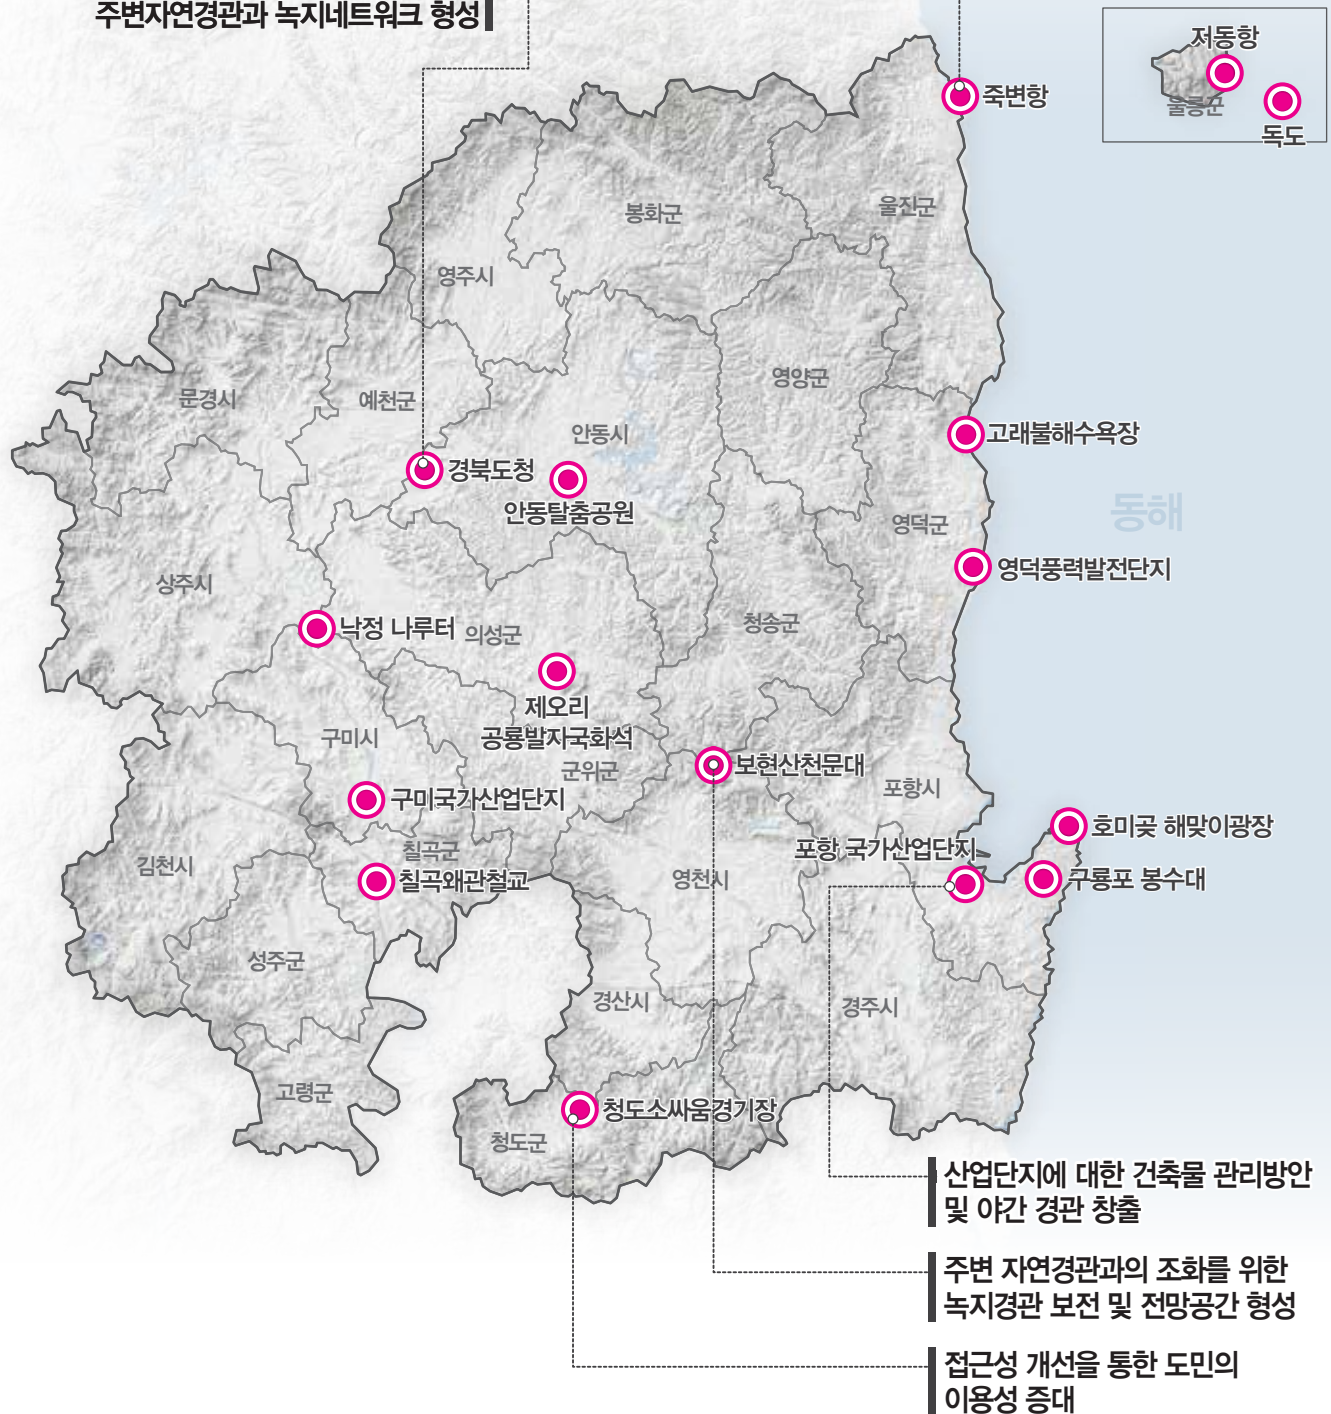 주변자연경관과 녹지네트워크 형성
저동항
울릉군
독도
죽변항
봉화군
울진군
영주시
영양군
문경시
예천군
안동시
고래불해수욕장
경북도청
안동탈춤공원
동해
영덕군
영덕풍력발전단지
상주시
낙정 나루터
의성군
청송군
제오리
공룡발자국화석
구미시
군위군
보현산천문대
포항시
구미국가산업단지
호미곶 해맞이광장
칠곡군
포항 국가산업단지
김천시
칠곡왜관철교
영천시
구룡포 봉수대
성주군
경산시
경주시
고령군
청도소싸움경기장
청도군
산업단지에 대한 건축물 관리방안
및 야간 경관 창출
주변 자연경관과의 조화를 위한
녹지경관 보전 및 전망공간 형성
접근성 개선을 통한 도민의
이용성 증대